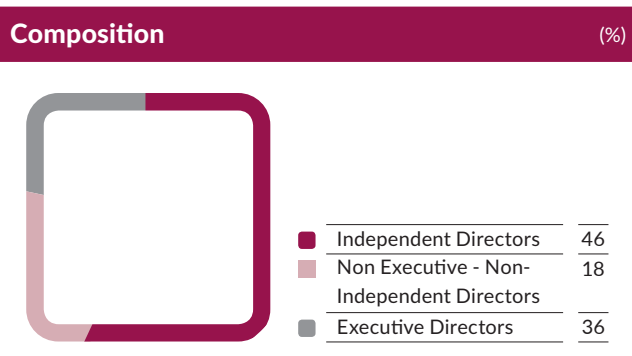 Composition (%)
Independent Directors 46
Non Executive - Non- 18
Independent Directors
Executive Directors 36